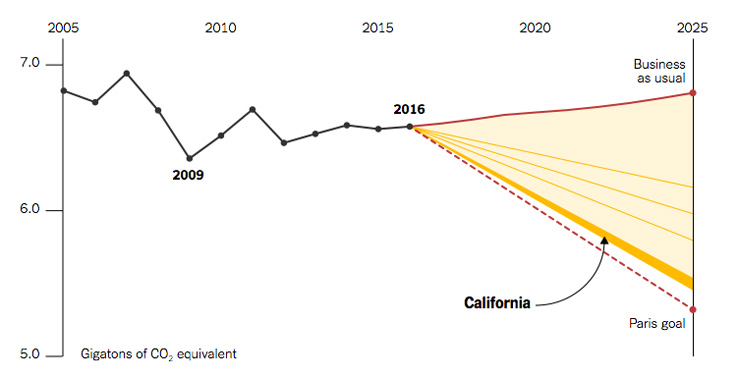 2005 2010 2015 2020 2025
7.0
Business
as usual
2016
2009
6.0
California
Paris goal
5.0 Gigatons of CO₂ equivalent